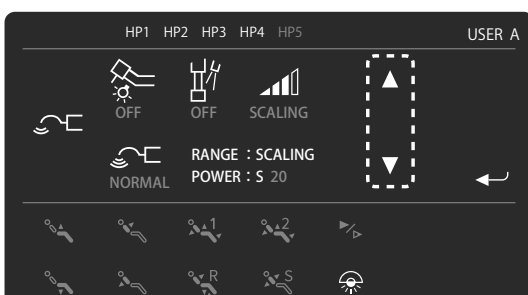 HP1 HP2 HP3 HP4 HP5 USER A
OFF OFF SCALING
NORMAL
RANGE : SCALING
POWER : S 20
1 2
R S